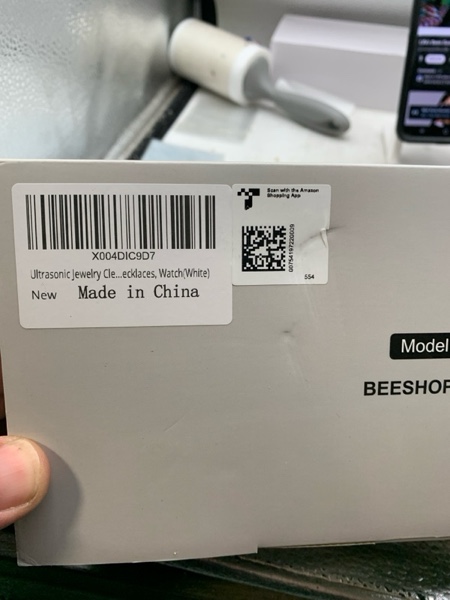 X004DIC9D7
Ultrasonic Jewelry Cle...ecklaces, Watch(White)
New Made in China
Scan with the Amazon
Shopping App
554
Model
BEESHOP